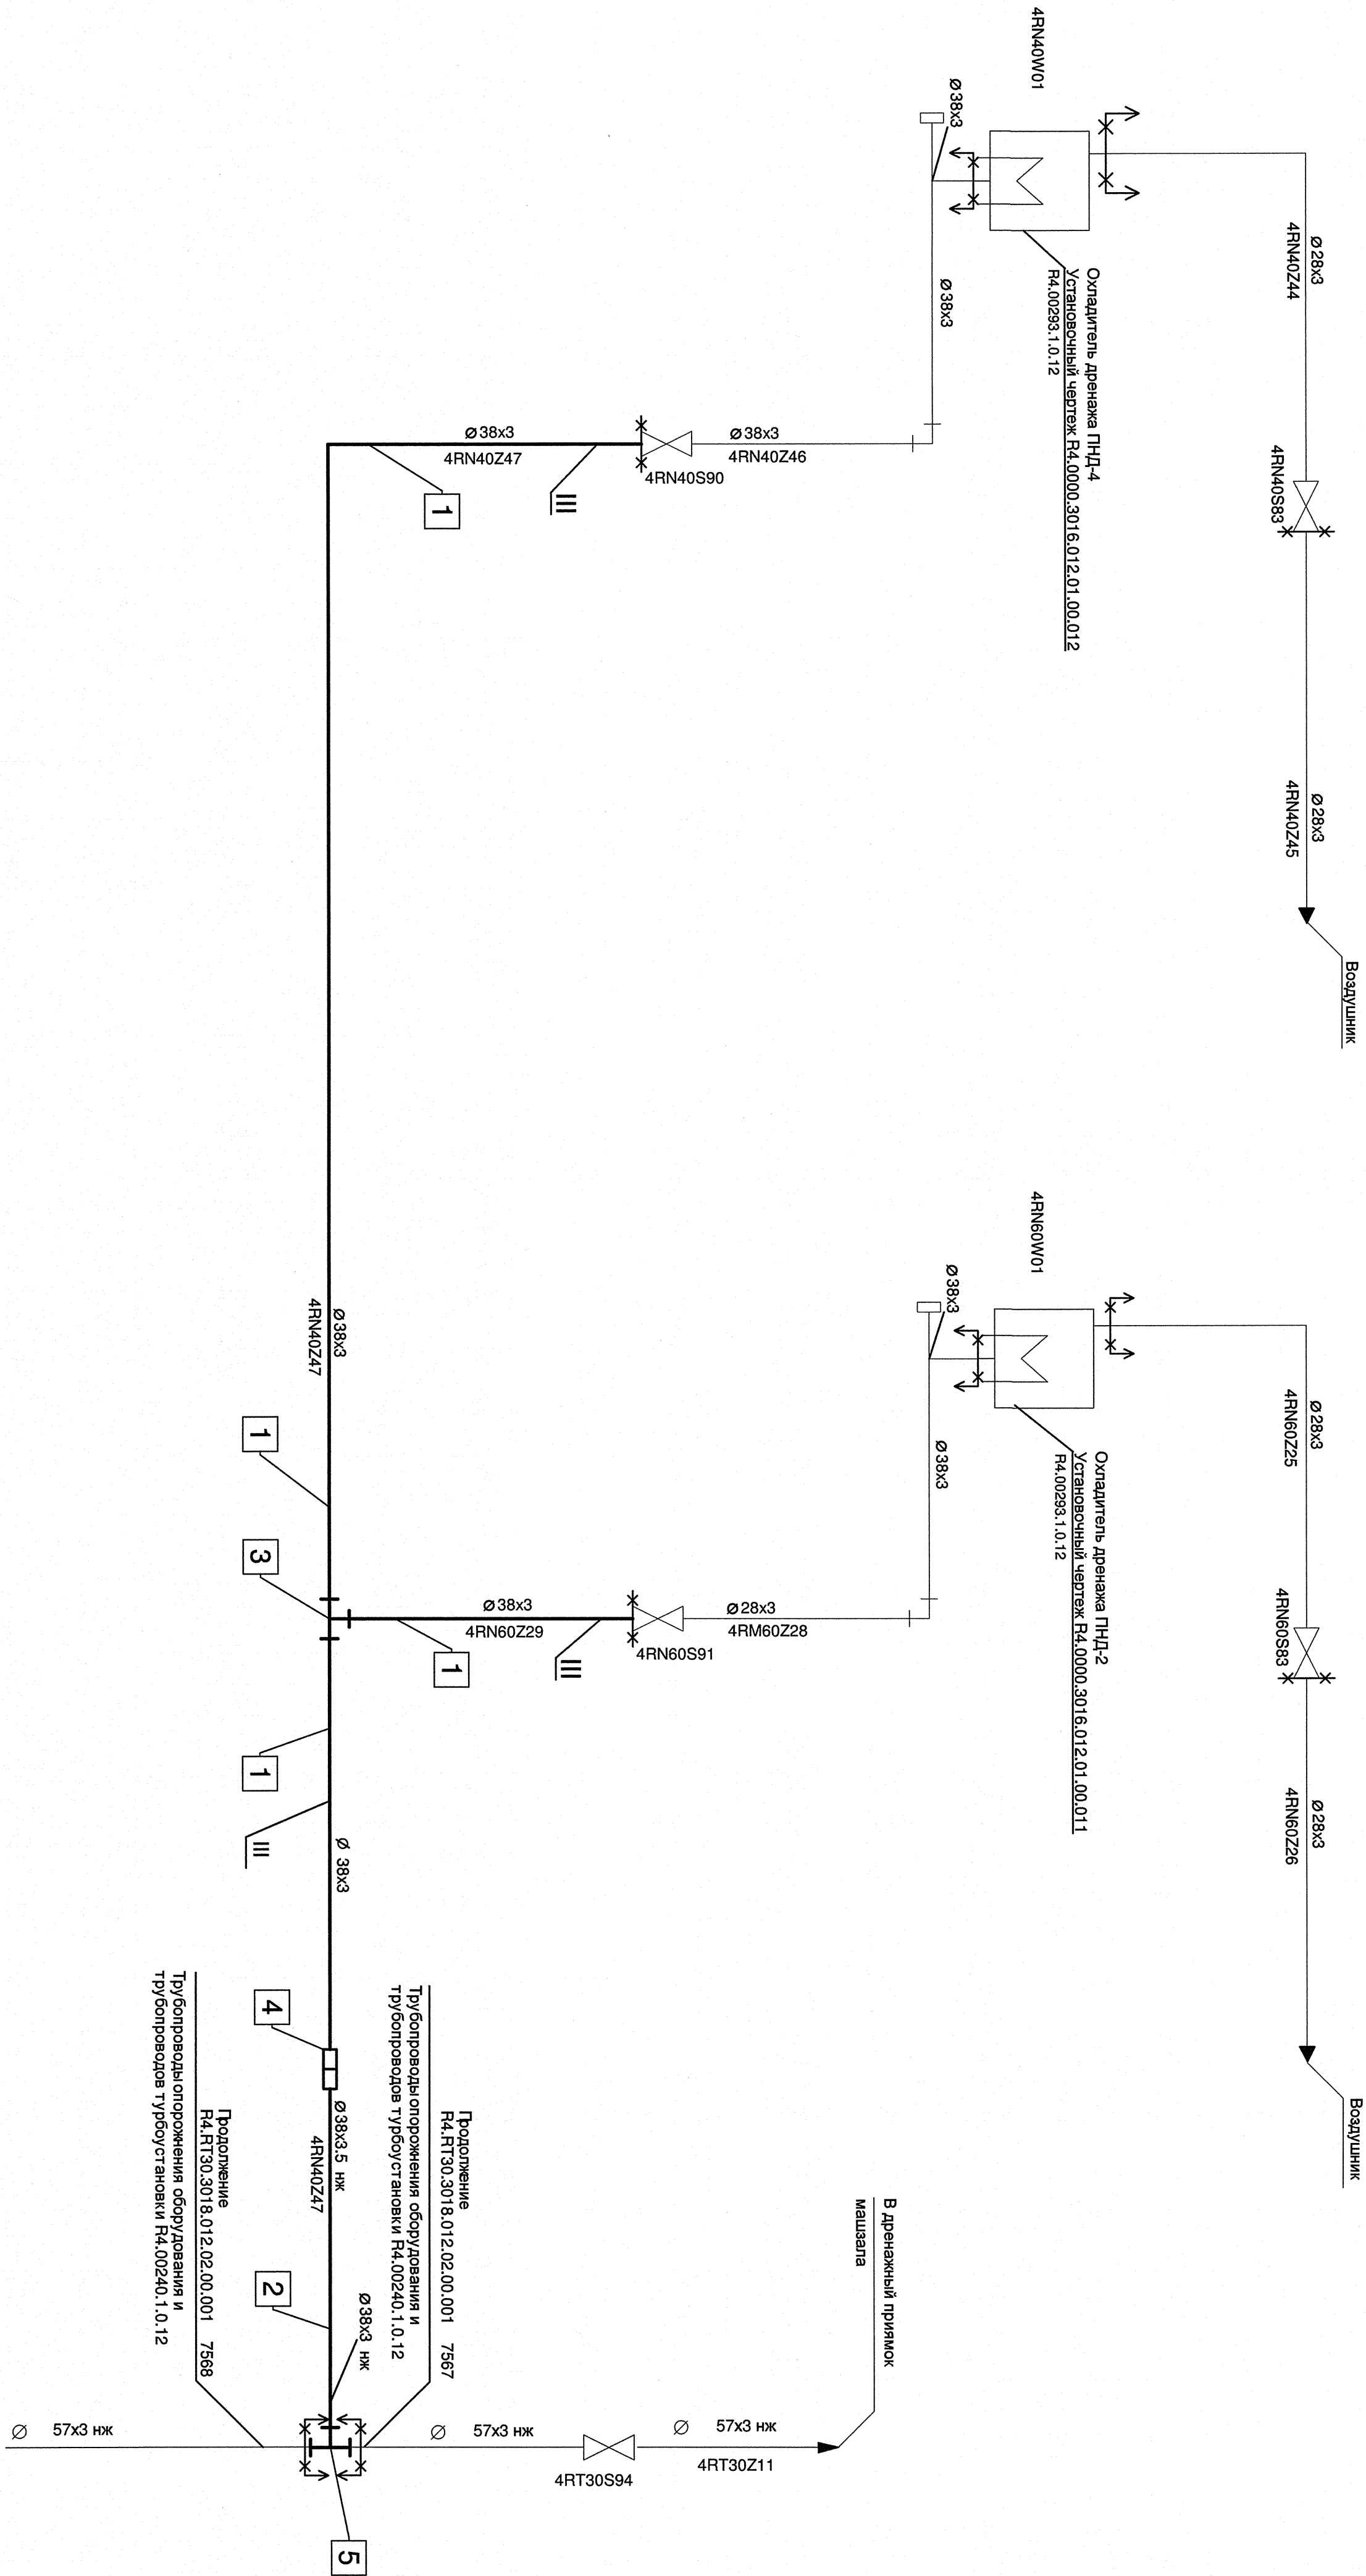 4RN40W01
Ø38x3
Ø28x3
4RN40Z44
Охладитель дренажа ПНД-4
Установочный чертеж R4.0000.3016.012.01.00.012
R4.00293.1.0.12
Ø38x3
Ø38x3
4RN40Z47
Ø38x3
4RN40Z46
4RN40S90
1
III
4RN40S83
Ø28x3
4RN40Z45
Воздушник
4RN60W01
Ø38x3
Ø38x3
4RN40Z47
Ø28x3
4RN60Z25
Охладитель дренажа ПНД-2
Установочный чертеж R4.0000.3016.012.01.00.011
R4.00293.1.0.12
Ø38x3
1
3
Ø38x3
4RN60Z29
Ø28x3
4RM60Z28
4RN60S91
1
III
4RN60S83
1
III
Ø 38x3
Ø28x3
4RN60Z26
Воздушник
4
Ø38x3.5 нж
4RN40Z47
Продолжение
R4.RT30.3018.012.02.00.001 7567
Трубопроводы опорожнения оборудования и
трубопроводов турбоустановки R4.00240.1.0.12
Продолжение
R4.RT30.3018.012.02.00.001 7568
Трубопроводы опорожнения оборудования и
трубопроводов турбоустановки R4.00240.1.0.12
2
Ø38x3 нж
В дренажный приямок
машзала
Ø 57x3 нж
Ø 57x3 нж
Ø 57x3 нж
4RT30S94
4RT30Z11
5